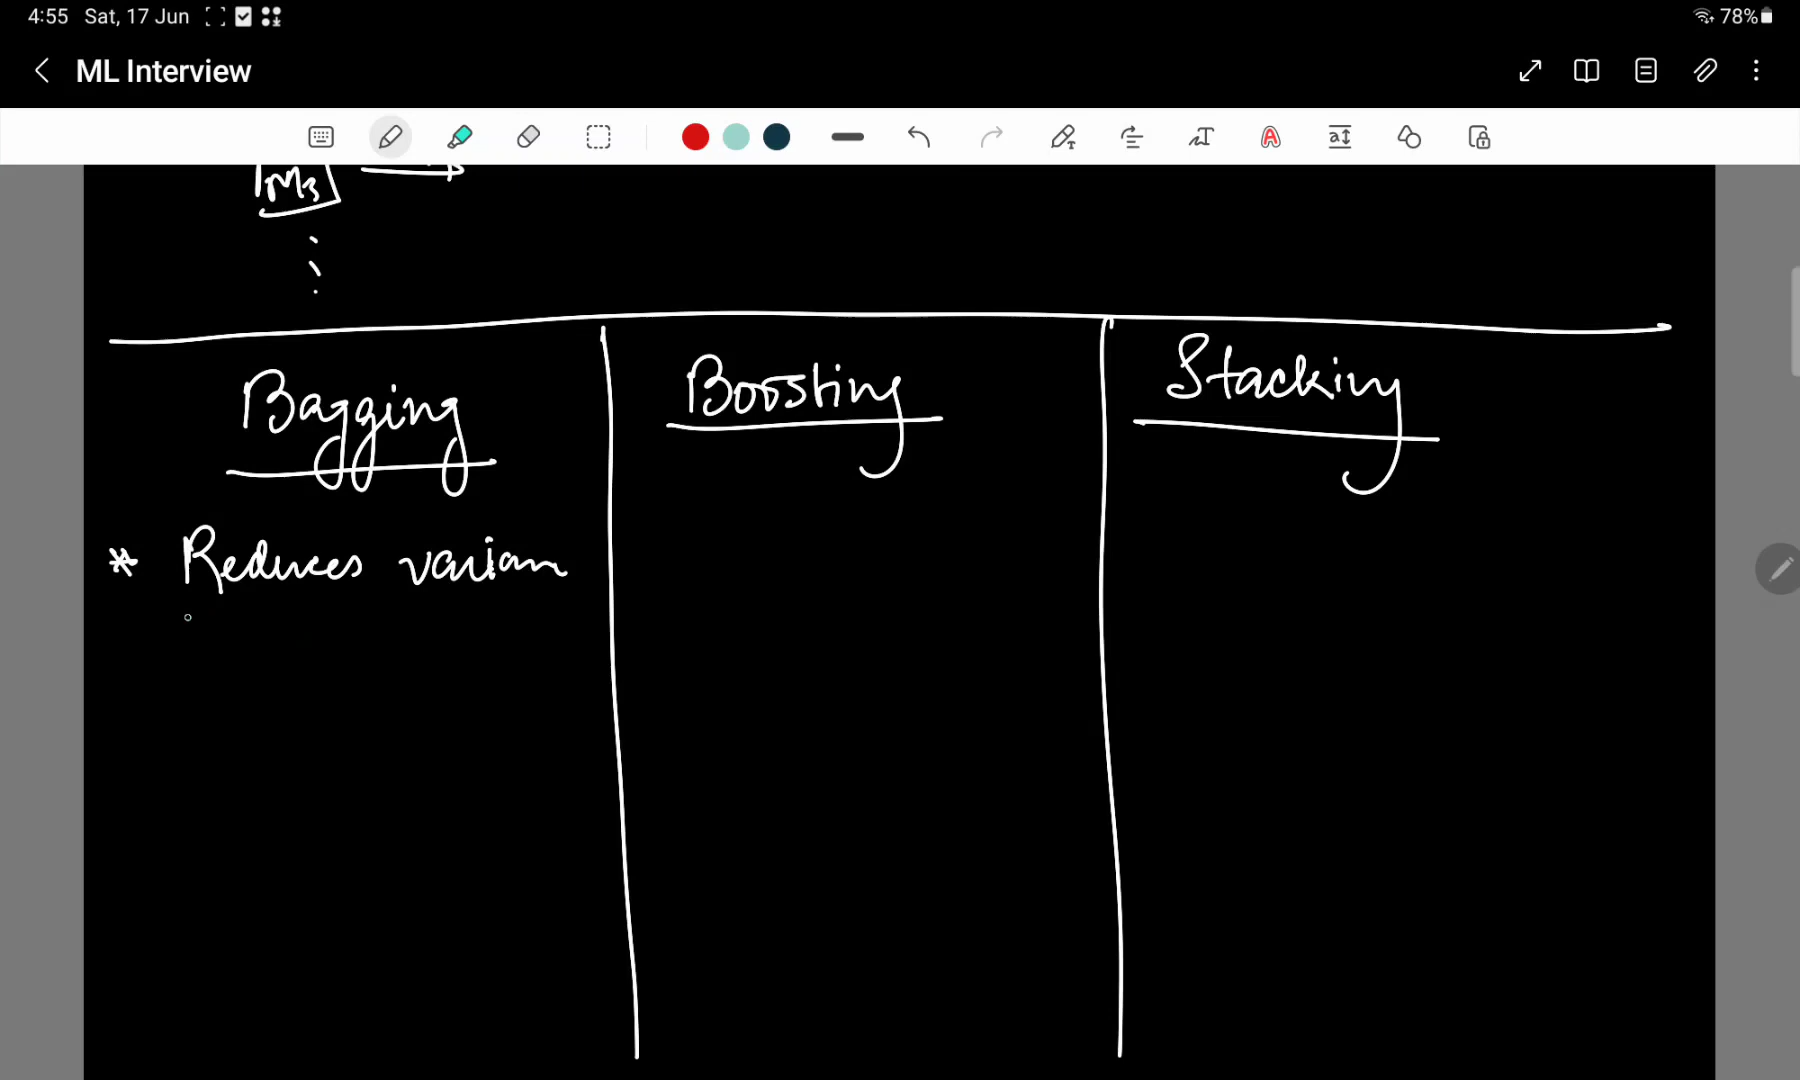 4:55 Sat, 17 Jun 78%
ML Interview
M3
Bagging Boosting Stacking
* Reduces varian